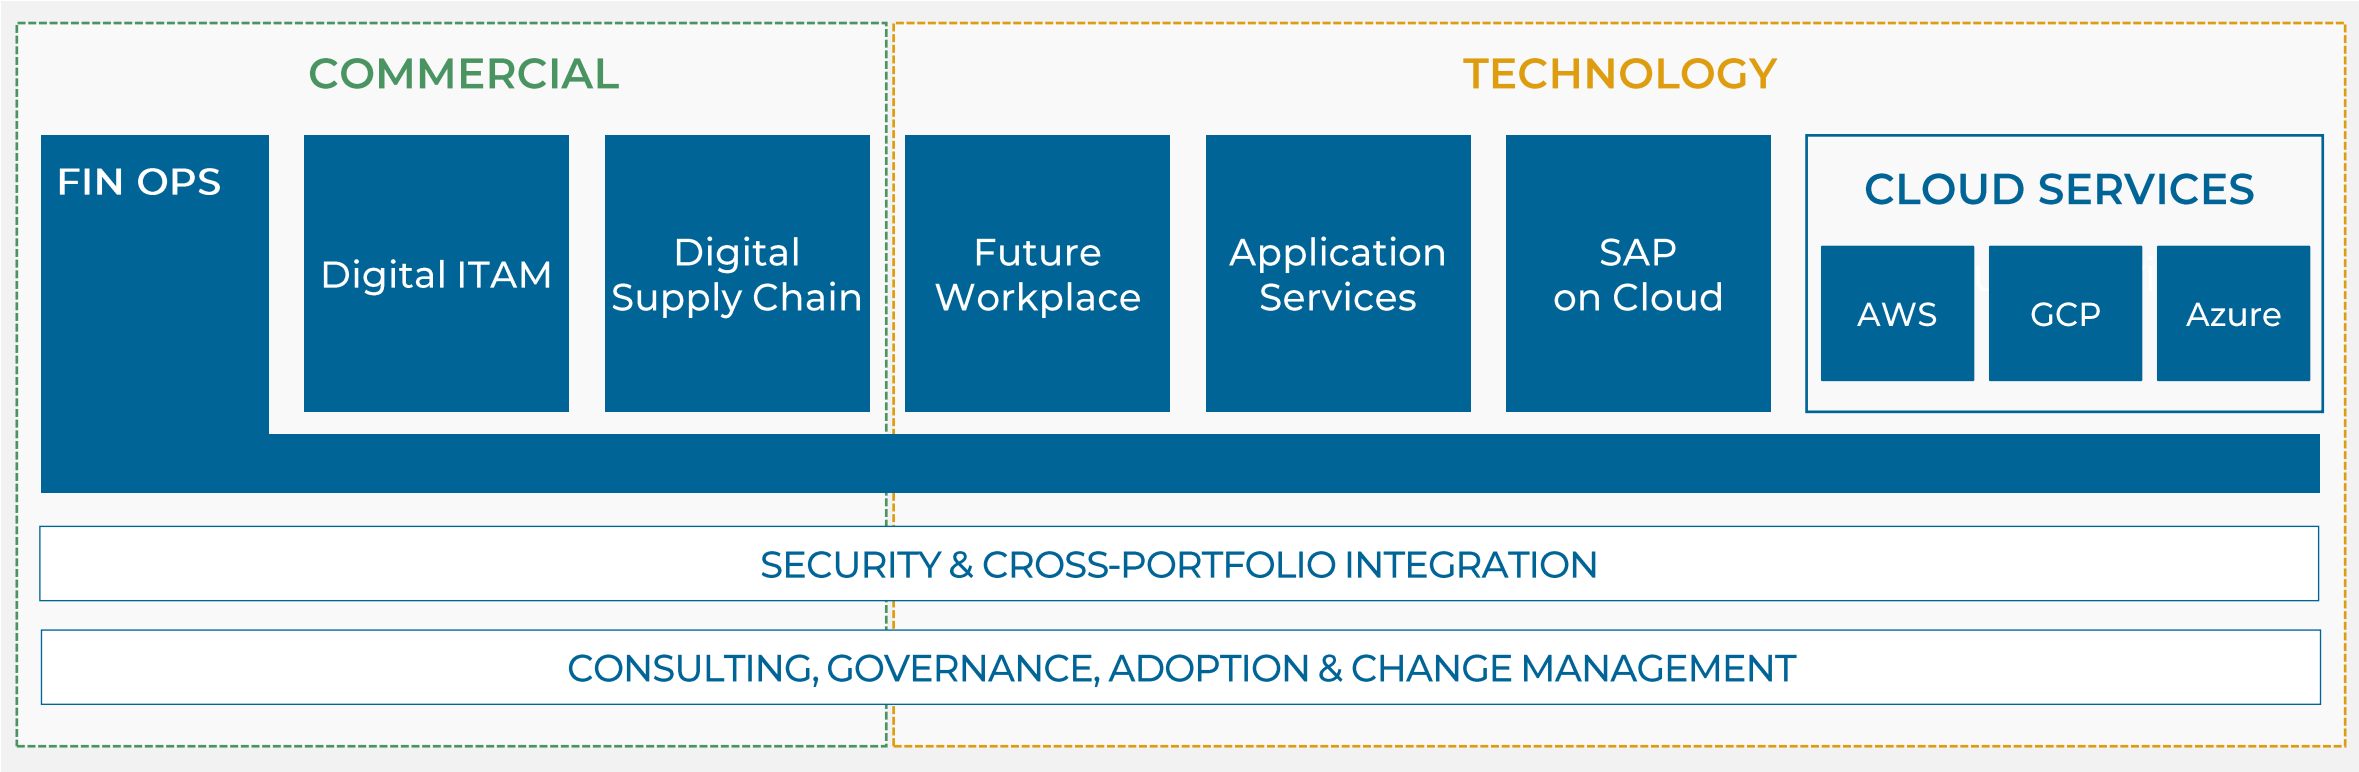 COMMERCIAL
TECHNOLOGY
FIN OPS
Digital ITAM
Digital
Supply Chain
Future
Workplace
Application
Services
SAP
on Cloud
CLOUD SERVICES
AWS
GCP
Azure
SECURITY & CROSS-PORTFOLIO INTEGRATION
CONSULTING, GOVERNANCE, ADOPTION & CHANGE MANAGEMENT